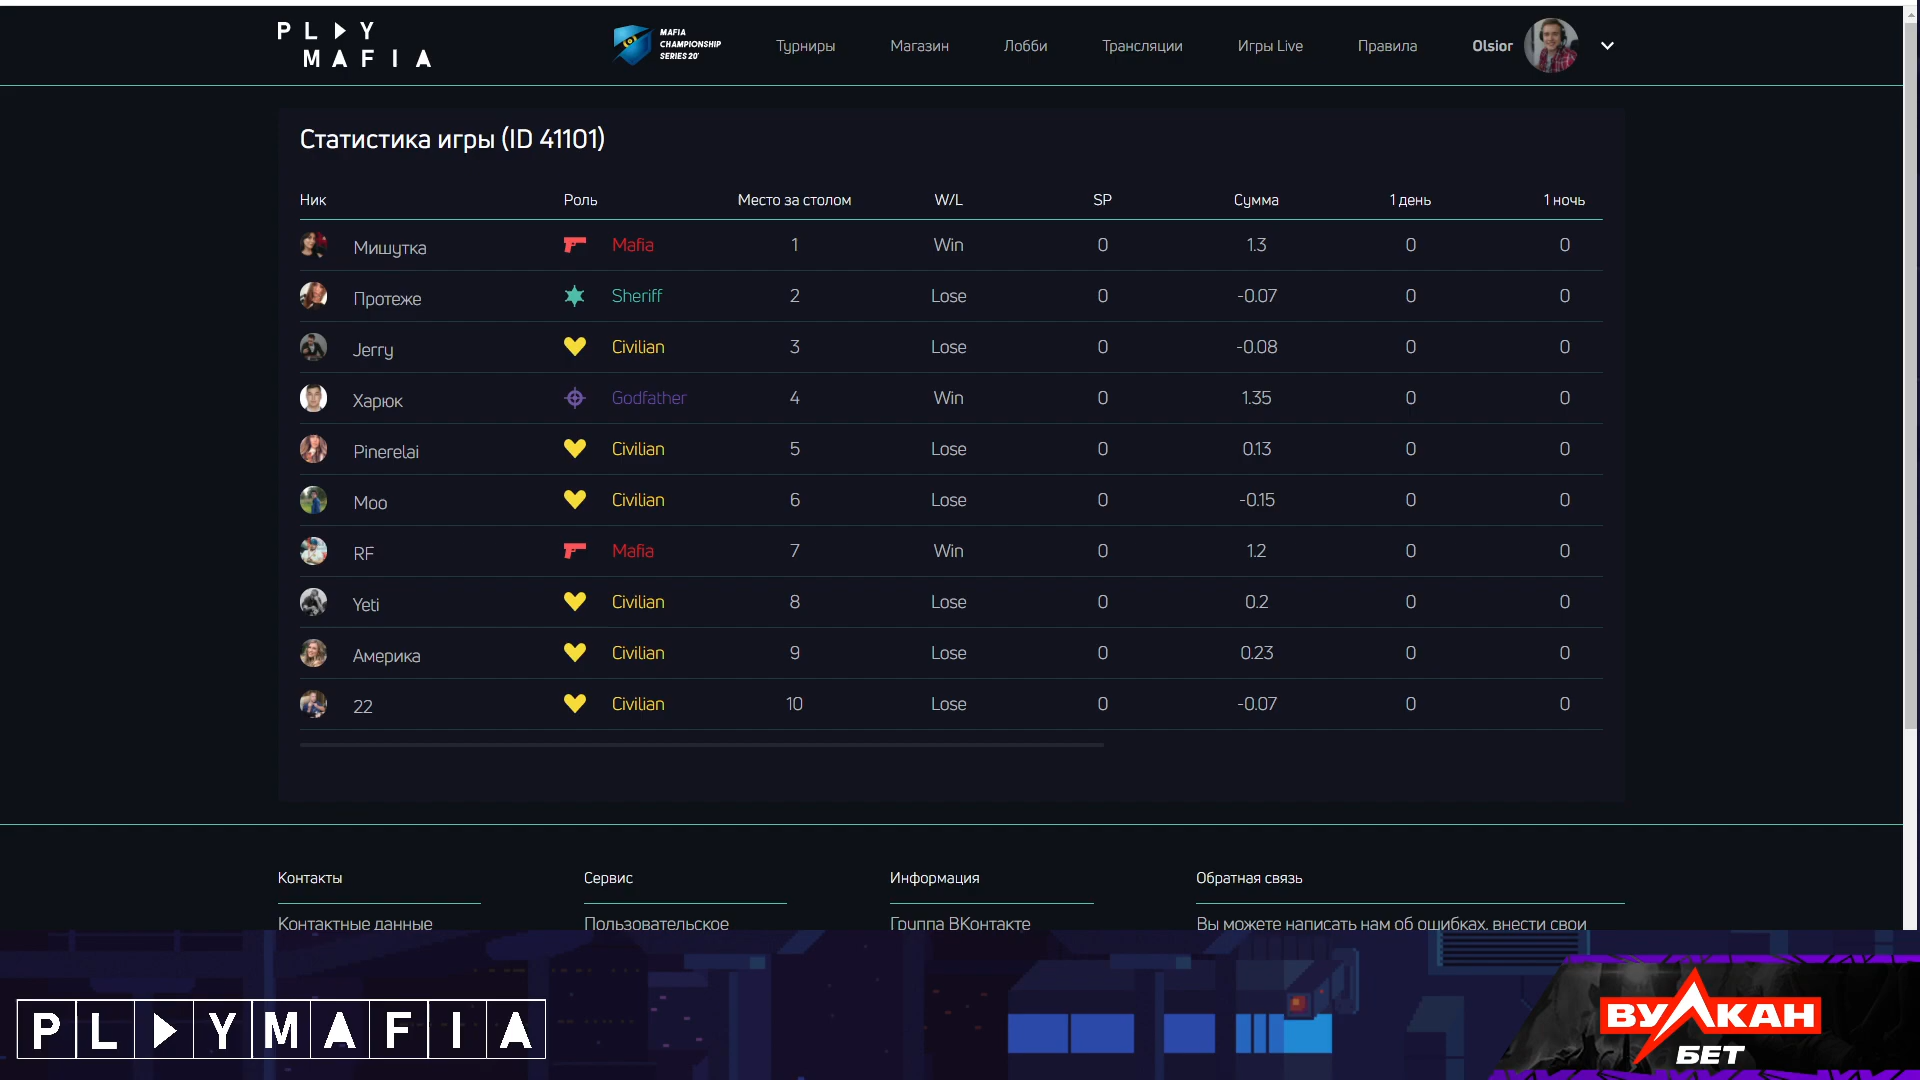 PLAY
MAFIA
MAFIA
CHAMPIONSHIP
SERIES 20'
Турниры Магазин Лобби Трансляции Игры Live Правила Olsior
Статистика игры (ID 41101)
Ник Роль Место за столом W/L SP Сумма 1 день 1 ночь
Мишутка Mafia 1 Win 0 1.3 0 0
Протеже Sheriff 2 Lose 0 -0.07 0 0
Jerry Civilian 3 Lose 0 -0.08 0 0
Харюк Godfather 4 Win 0 1.35 0 0
Pinerelai Civilian 5 Lose 0 0.13 0 0
Moo Civilian 6 Lose 0 -0.15 0 0
RF Mafia 7 Win 0 1.2 0 0
Yeti Civilian 8 Lose 0 0.2 0 0
Америка Civilian 9 Lose 0 0.23 0 0
22 Civilian 10 Lose 0 -0.07 0 0
Контакты Сервис Информация Обратная связь
Контактные данные Пользовательское Группа ВКонтакте Вы можете написать нам об ошибках, внести свои
PLAYMAFIA
ВУЛКАН
БЕТ